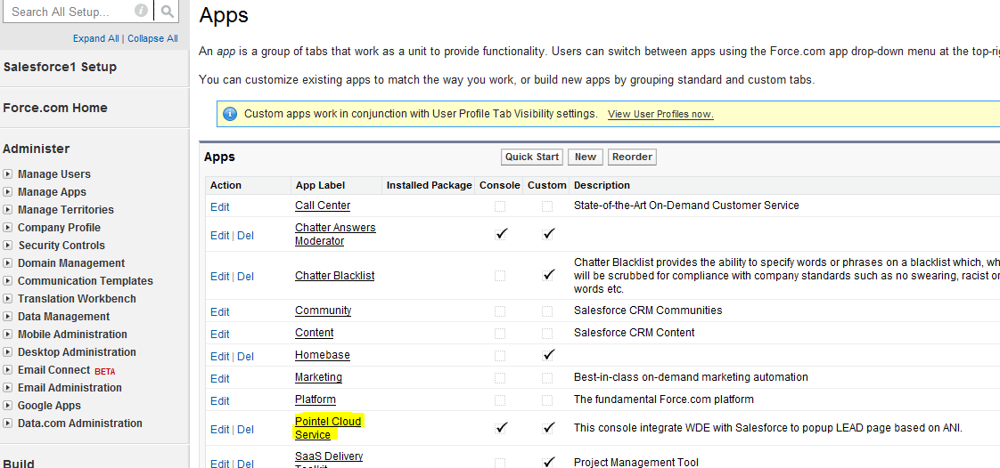 Search All Setup...
Expand All | Collapse All
Salesforce1 Setup
Force.com Home
Administer
Manage Users
Manage Apps
Manage Territories
Company Profile
Security Controls
Domain Management
Communication Templates
Translation Workbench
Data Management
Mobile Administration
Desktop Administration
Email Connect BETA
Email Administration
Google Apps
Data.com Administration
Build
Apps
An app is a group of tabs that work as a unit to provide functionality. Users can switch between apps using the Force.com app drop-down menu at the top-rig
You can customize existing apps to match the way you work, or build new apps by grouping standard and custom tabs.
Custom apps work in conjunction with User Profile Tab Visibility settings. View User Profiles now.
Apps Quick Start New Reorder
Action App Label Installed Package Console Custom Description
Edit Call Center State-of-the-Art On-Demand Customer Service
Edit | Del Chatter Answers
Moderator
Edit | Del Chatter Blacklist Chatter Blacklist provides the ability to specify words or phrases on a blacklist which, wh
will be scrubbed for compliance with company standards such as no swearing, racist or
words etc.
Edit Community Salesforce CRM Communities
Edit Content Salesforce CRM Content
Edit | Del Homebase
Edit Marketing Best-in-class on-demand marketing automation
Edit Platform The fundamental Force.com platform
Edit | Del Pointel Cloud
Service This console integrate WDE with Salesforce to popup LEAD page based on ANI.
Edit | Del SaaS Delivery
Toolkit Project Management Tool